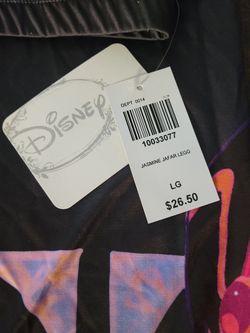 Disney
DEPT 0014
10033077
JASMINE JAFAR LEGG
LG
$26.50